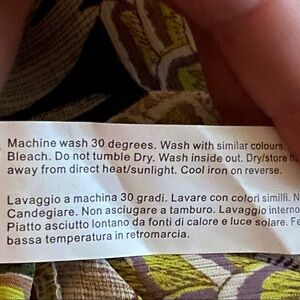 Machine wash 30 degrees. Wash with similar colours.
Bleach. Do not tumble Dry. Wash inside out. Dry/store
away from direct heat/sunlight. Cool iron on reverse.
Lavaggio a machina 30 gradi. Lavare con colori simili.
Candegiare. Non asciugare a tamburo. Lavaggio interno
Piatto asciutto lontano da fonti di calore e luce solare.
bassa temperatura in retromarcia.